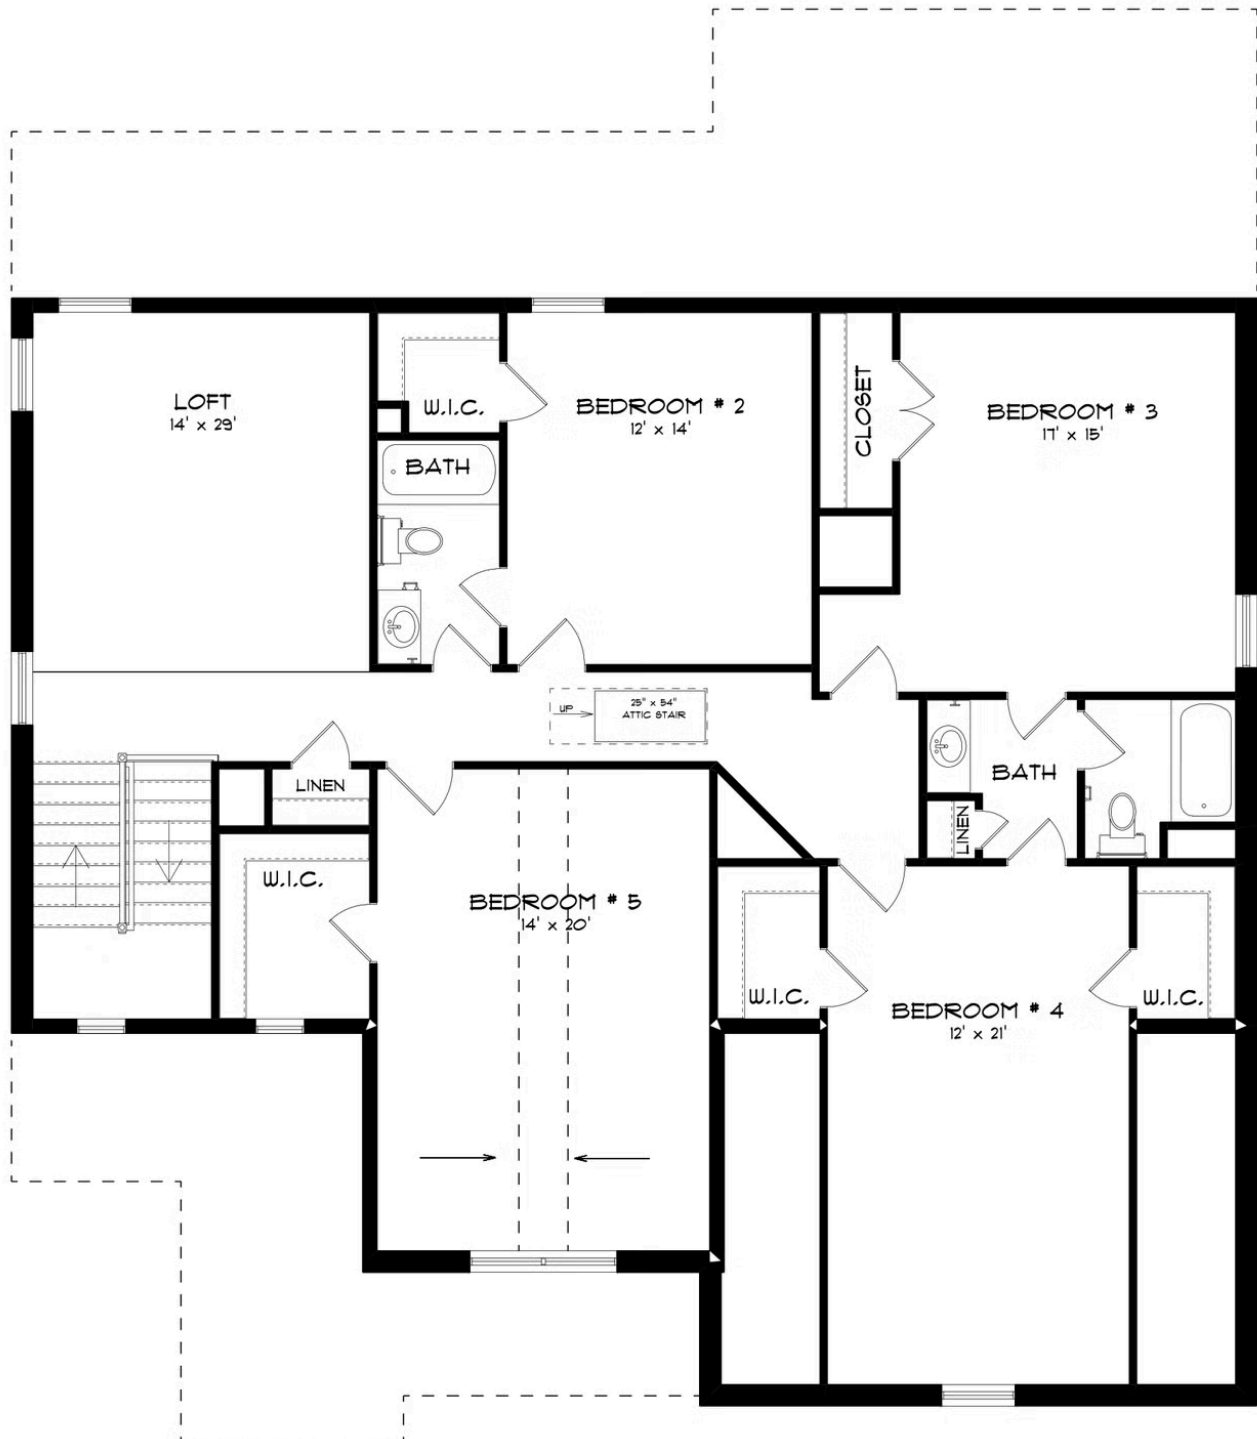 LOFT
14' x 29'
W.I.C.
BEDROOM # 2
12' x 14'
CLOSET
BEDROOM # 3
17' x 15'
BATH
UP
25" x 54"
ATTIC STAIR
LINEN
BATH
LINEN
W.I.C.
BEDROOM # 5
14' x 20'
W.I.C.
BEDROOM # 4
12' x 21'
W.I.C.